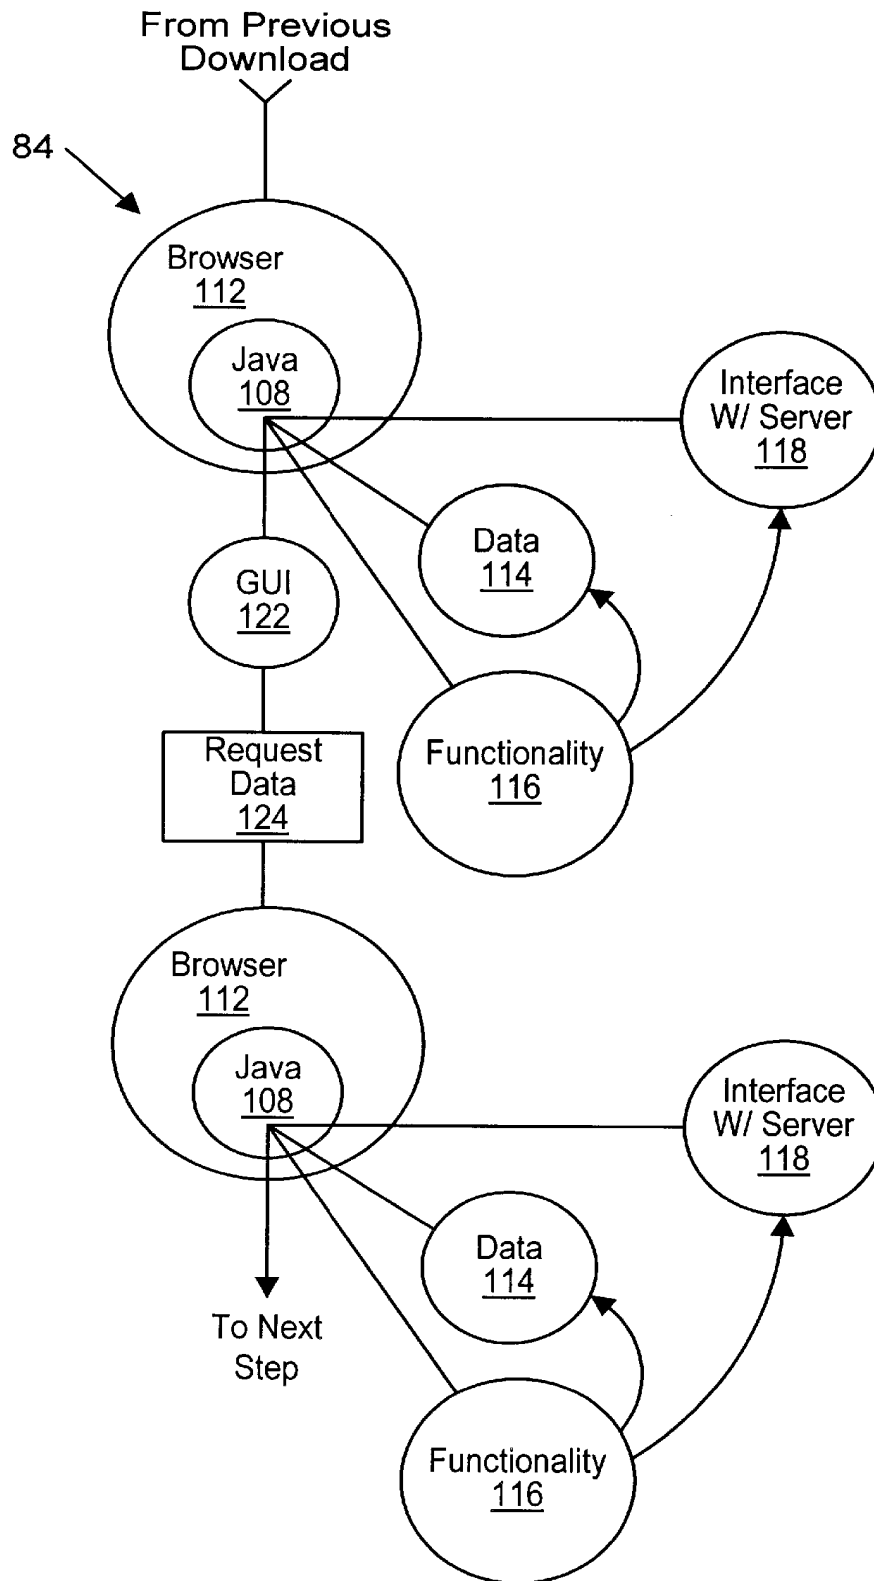 From Previous
Download
84
Browser
112
Java
108
Interface
W/ Server
118
Data
114
GUI
122
Functionality
116
Request
Data
124
Browser
112
Java
108
Interface
W/ Server
118
Data
114
To Next
Step
Functionality
116